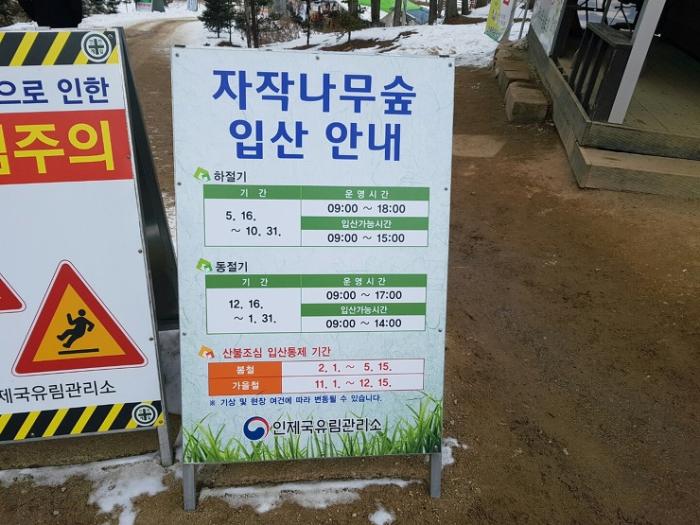 으로 인한
주의
인제국유림관리소
자작나무숲
입산 안내
하절기
기 간 운영시간
5. 16. ~ 10. 31. 09:00 ~ 18:00
입산가능시간
09:00 ~ 15:00
동절기
기 간 운영시간
12. 16. ~ 1. 31. 09:00 ~ 17:00
입산가능시간
09:00 ~ 14:00
산불조심 입산통제 기간
봄철 2. 1. ~ 5. 15.
가을철 11. 1. ~ 12. 15.
※ 기상 및 현장 여건에 따라 변동될 수 있습니다.
인제국유림관리소